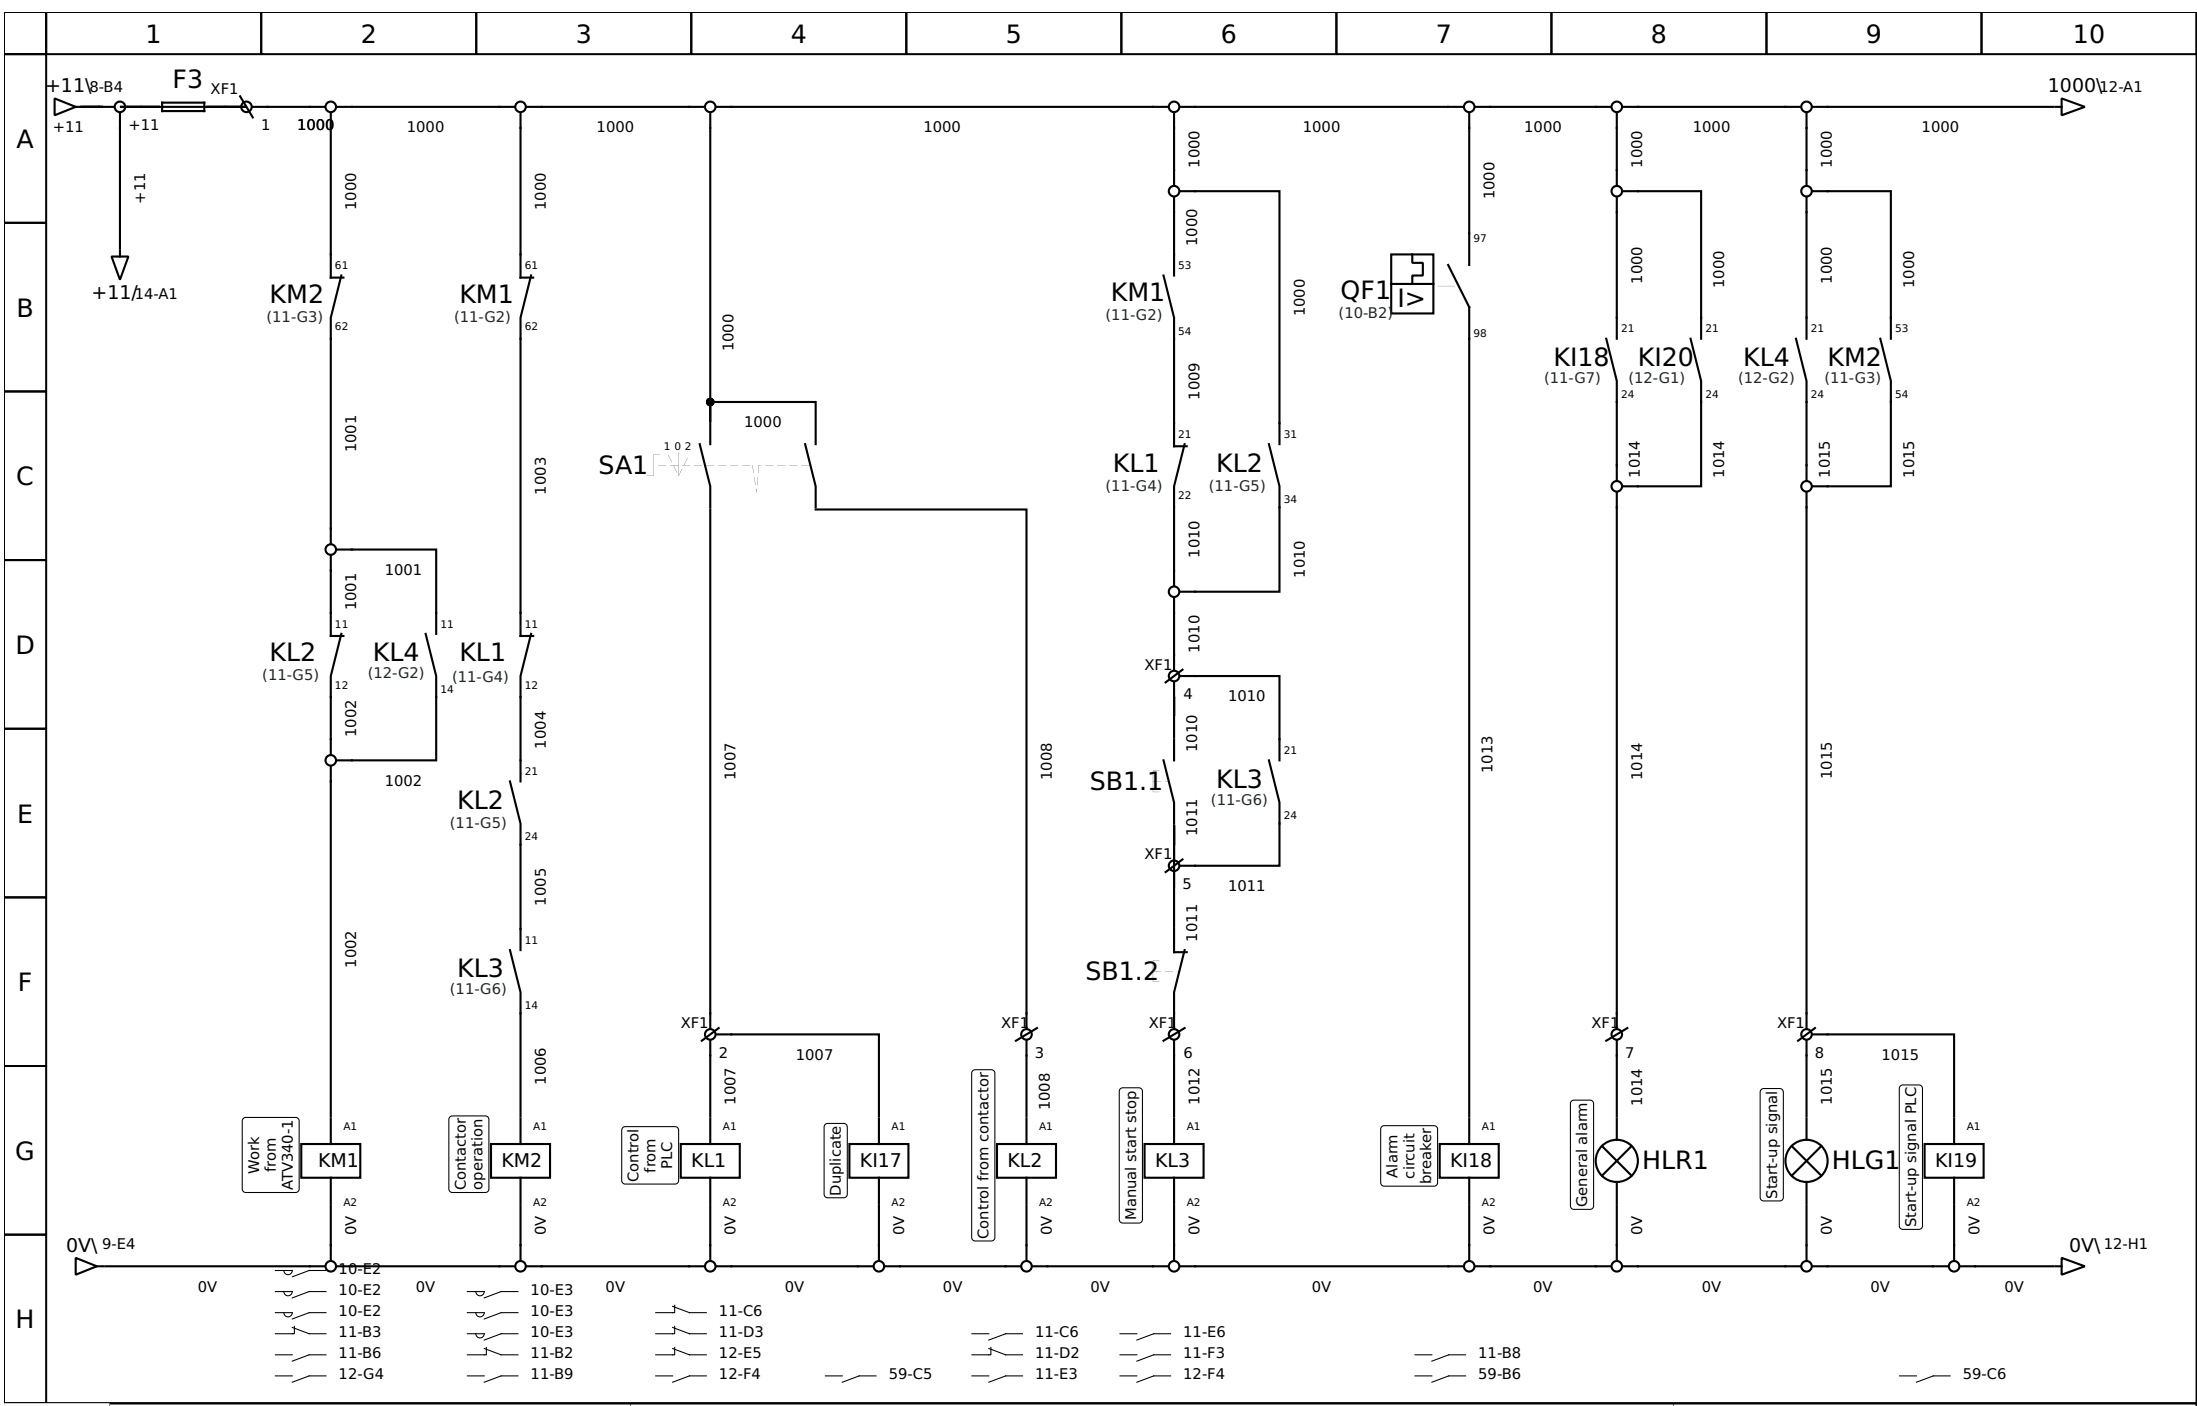 1 2 3 4 5 6 7 8 9 10
A
B
C
D
E
F
G
H
+11\8-B4
F3
XF1
1000\12-A1
+11
+11
1
1000
1000
1000
1000
1000
1000
1000
1000
+11
+11/14-A1
1000
1000
1000
1000
1000
1000
61
KM2
(11-G3)
62
61
KM1
(11-G2)
62
1000
1000
1000
53
KM1
(11-G2)
54
97
QF1
I>
(10-B2)
98
1000
1000
1000
1000
21
KI18
(11-G7)
24
21
KI20
(12-G1)
24
21
KL4
(12-G2)
24
53
KM2
(11-G3)
54
1001
1003
1000
1 0 2
SA1
1009
21
KL1
(11-G4)
22
31
KL2
(11-G5)
34
1010
1010
1014
1014
1015
1015
1001
1001
11
KL2
(11-G5)
12
11
KL4
(12-G2)
14
11
KL1
(11-G4)
12
1002
1002
1004
1010
XF1
4
1010
1010
21
KL2
(11-G5)
24
1007
1008
SB1.1
21
KL3
(11-G6)
24
1011
XF1
5
1011
1013
1014
1015
1002
1005
11
KL3
(11-G6)
14
1011
SB1.2
1006
XF1
2
1007
1007
XF1
3
1008
XF1
6
1012
XF1
7
1014
XF1
8
1015
1015
Work
from
ATV340-1
A1
KM1
A2
0V
Contactor
operation
A1
KM2
A2
0V
Control
from
PLC
A1
KL1
A2
0V
Duplicate
A1
KI17
A2
0V
Control from contactor
A1
KL2
A2
0V
Manual start stop
A1
KL3
A2
0V
Alarm
circuit
breaker
A1
KI18
A2
0V
General alarm
HLR1
0V
Start-up signal
HLG1
0V
Start-up signal PLC
A1
KI19
A2
0V
0V\ 9-E4
0V\ 12-H1
0V
0V
0V
0V
0V
0V
0V
0V
0V
0V
0V
10-E2
10-E2
10-E2
11-B3
11-B6
12-G4
10-E3
10-E3
10-E3
11-B2
11-B9
11-C6
11-D3
12-E5
12-F4
59-C5
11-C6
11-D2
11-E3
11-E6
11-F3
12-F4
11-B8
59-B6
59-C6